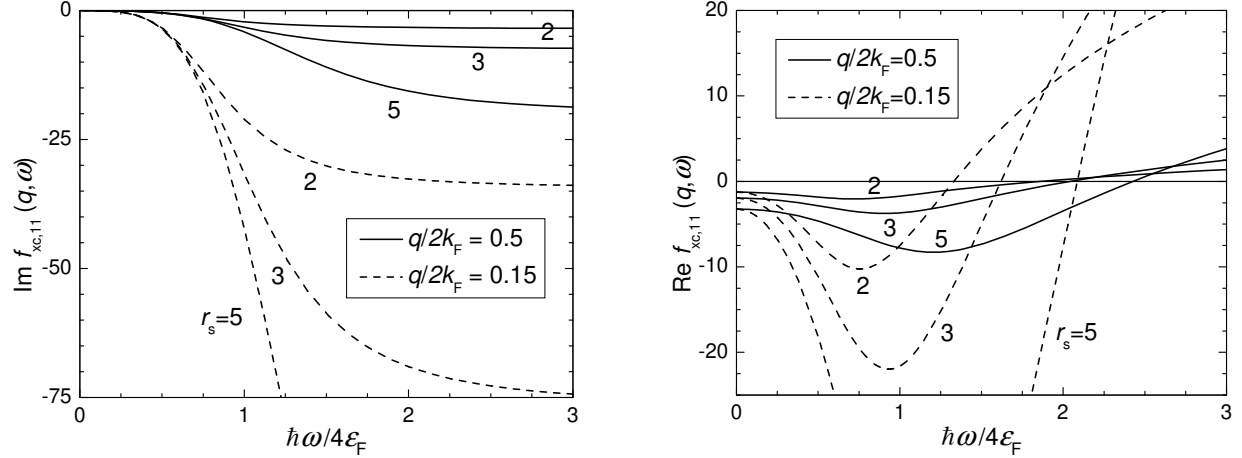 0
-25
-50
-75
Im f_xc,11 (q,ω)
2
3
5
2
3
r_s=5
q/2k_F = 0.5
q/2k_F = 0.15
0 1 2 3
ħω/4ε_F
20
10
0
-10
-20
Re f_xc,11 (q,ω)
q/2k_F=0.5
q/2k_F=0.15
2
3
5
2
3
r_s=5
0 1 2 3
ħω/4ε_F